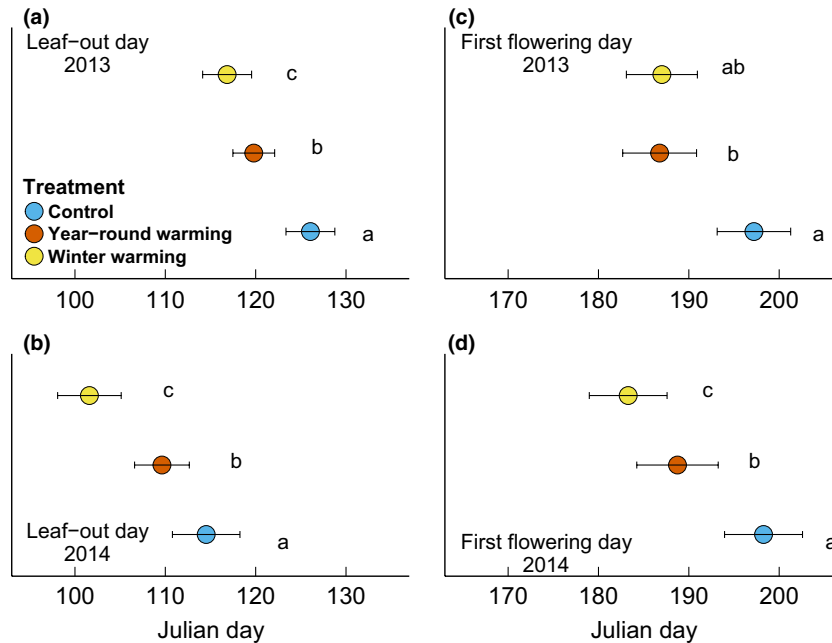 (a)
Leaf−out day
2013
c
b
a
Treatment
Control
Year−round warming
Winter warming
100 110 120 130
(c)
First flowering day
2013
ab
b
a
170 180 190 200
(b)
c
b
a
Leaf−out day
2014
100 110 120 130
Julian day
(d)
c
b
a
First flowering day
2014
170 180 190 200
Julian day